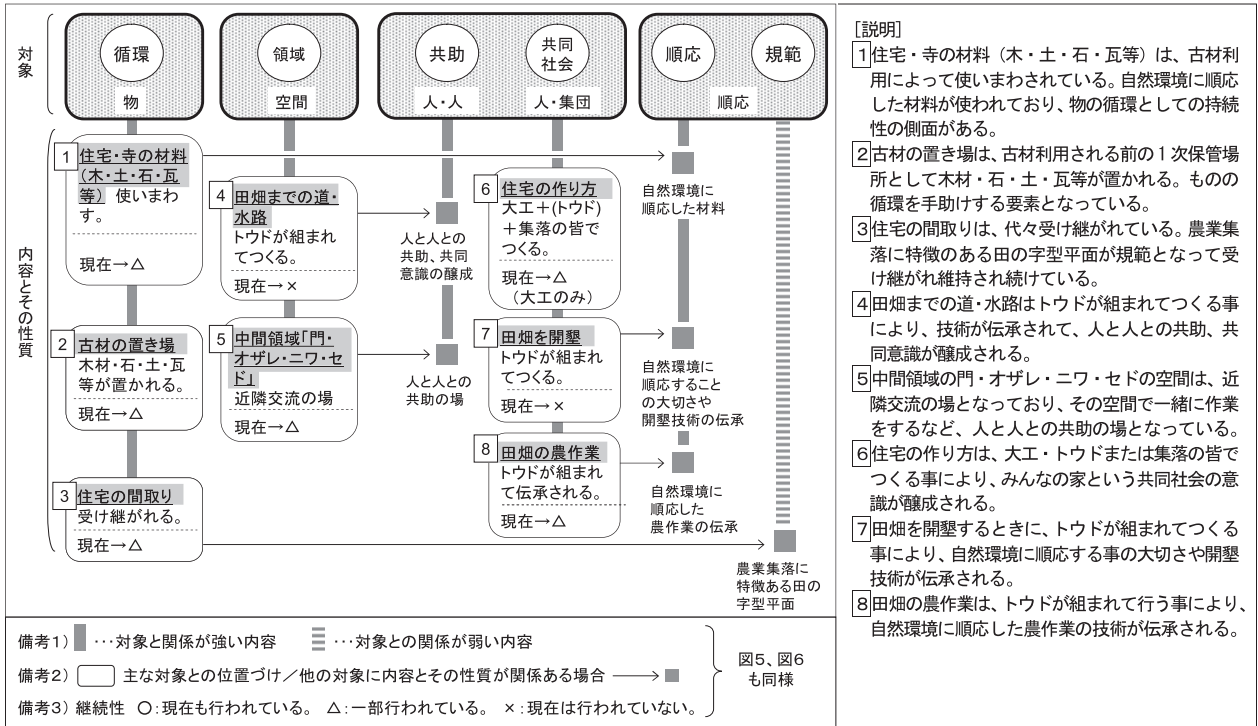 対象
循環
領域
共助
共同
社会
順応
規範
物
空間
人・人
人・集団
順応
内容とその性質
1
住宅・寺の材料
(木・土・石・瓦
等) 使いまわ
す。
現在→△
2
古材の置き場
木材・石・土・瓦
等が置かれる。
現在→△
3
住宅の間取り
受け継がれる。
現在→△
4
田畑までの道・
水路
トウドが組まれ
てつくる。
現在→×
5
中間領域「門・
オザレ・ニワ・セ
ド」
近隣交流の場
現在→△
人と人との
共助、共同
意識の醸成
人と人との
共助の場
6
住宅の作り方
大工+(トウド)
+集落の皆で
つくる。
現在→△
(大工のみ)
7
田畑を開墾
トウドが組まれ
てつくる。
現在→×
8
田畑の農作業
トウドが組まれ
て伝承される。
現在→△
自然環境に
順応した材料
自然環境に
順応すること
の大切さや
開墾技術の伝承
自然環境に
順応した
農作業の伝承
農業集落に
特徴ある田の
字型平面
備考1) …対象と関係が強い内容 …対象との関係が弱い内容
備考2) 主な対象との位置づけ/他の対象に内容とその性質が関係ある場合
備考3) 継続性 ○:現在も行われている。 △:一部行われている。 ×:現在は行われていない。
図5、図6
も同様
[説明]
1 住宅・寺の材料(木・土・石・瓦等)は、古材利
用によって使いまわされている。自然環境に順応
した材料が使われており、物の循環としての持続
性の側面がある。
2 古材の置き場は、古材利用される前の1次保管場
所として木材・石・土・瓦等が置かれる。ものの
循環を手助けする要素となっている。
3 住宅の間取りは、代々受け継がれている。農業集
落に特徴のある田の字型平面が規範となって受
け継がれ維持され続けている。
4 田畑までの道・水路はトウドが組まれてつくる事
により、技術が伝承されて、人と人との共助、共
同意識が醸成される。
5 中間領域の門・オザレ・ニワ・セドの空間は、近
隣交流の場となっており、その空間で一緒に作業
をするなど、人と人との共助の場となっている。
6 住宅の作り方は、大工・トウドまたは集落の皆で
つくる事により、みんなの家という共同社会の意
識が醸成される。
7 田畑を開墾するときに、トウドが組まれてつくる
事により、自然環境に順応する事の大切さや開墾
技術が伝承される。
8 田畑の農作業は、トウドが組まれて行う事により、
自然環境に順応した農作業の技術が伝承される。